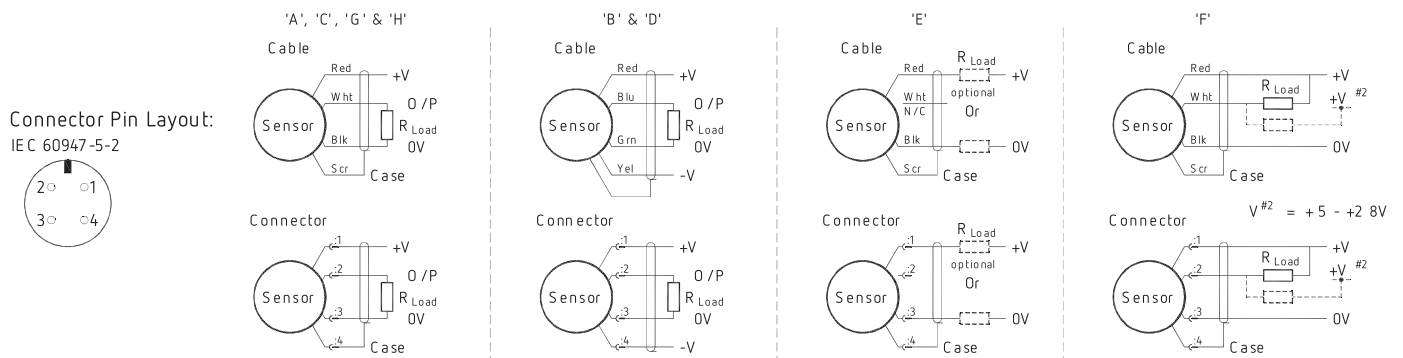 'A', 'C', 'G' & 'H'
Cable
Red
+V
Wht
O/P
Sensor
R Load
Blk
0V
Scr
Case
Connector
:1
+V
:2
O/P
Sensor
R Load
:3
0V
:4
Case
'B' & 'D'
Cable
Red
+V
Blu
O/P
Sensor
R Load
Grn
0V
Yel
-V
Connector
:1
+V
:2
O/P
Sensor
R Load
:3
0V
:4
-V
'E'
Cable
R Load
Red
+V
Wht
optional
N/C
Or
Sensor
Blk
0V
Scr
Case
Connector
R Load
:1
+V
optional
:2
Or
Sensor
:3
0V
:4
Case
'F'
Cable
Red
+V
R Load
Wht
+V #2
Sensor
Blk
0V
Scr
Case
V #2 = +5 - +28V
Connector
:1
+V
R Load
:2
+V #2
Sensor
:3
0V
:4
Case
Connector Pin Layout:
IEC 60947-5-2
2 1
3 4